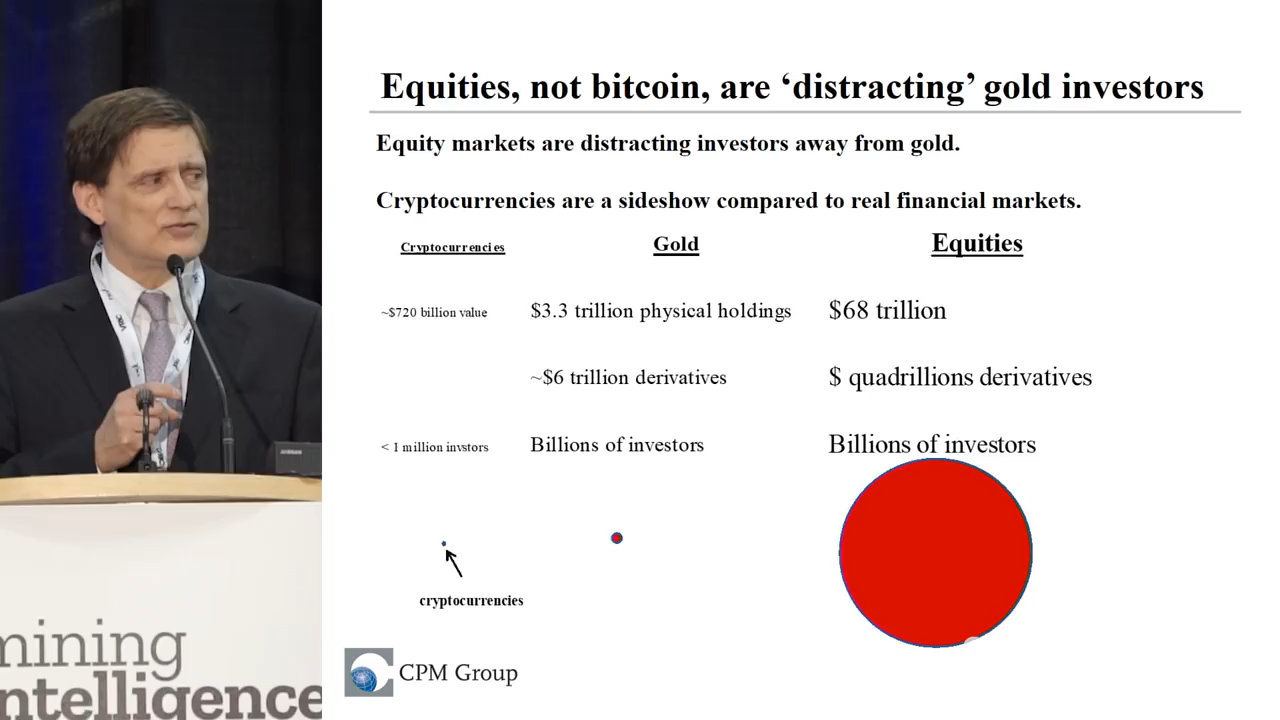 Equities, not bitcoin, are ‘distracting’ gold investors
Equity markets are distracting investors away from gold.
Cryptocurrencies are a sideshow compared to real financial markets.
Cryptocurrencies Gold Equities
~$720 billion value $3.3 trillion physical holdings $68 trillion
~$6 trillion derivatives $ quadrillions derivatives
< 1 million invstors Billions of investors Billions of investors
cryptocurrencies
CPM Group
mining
ntelligence